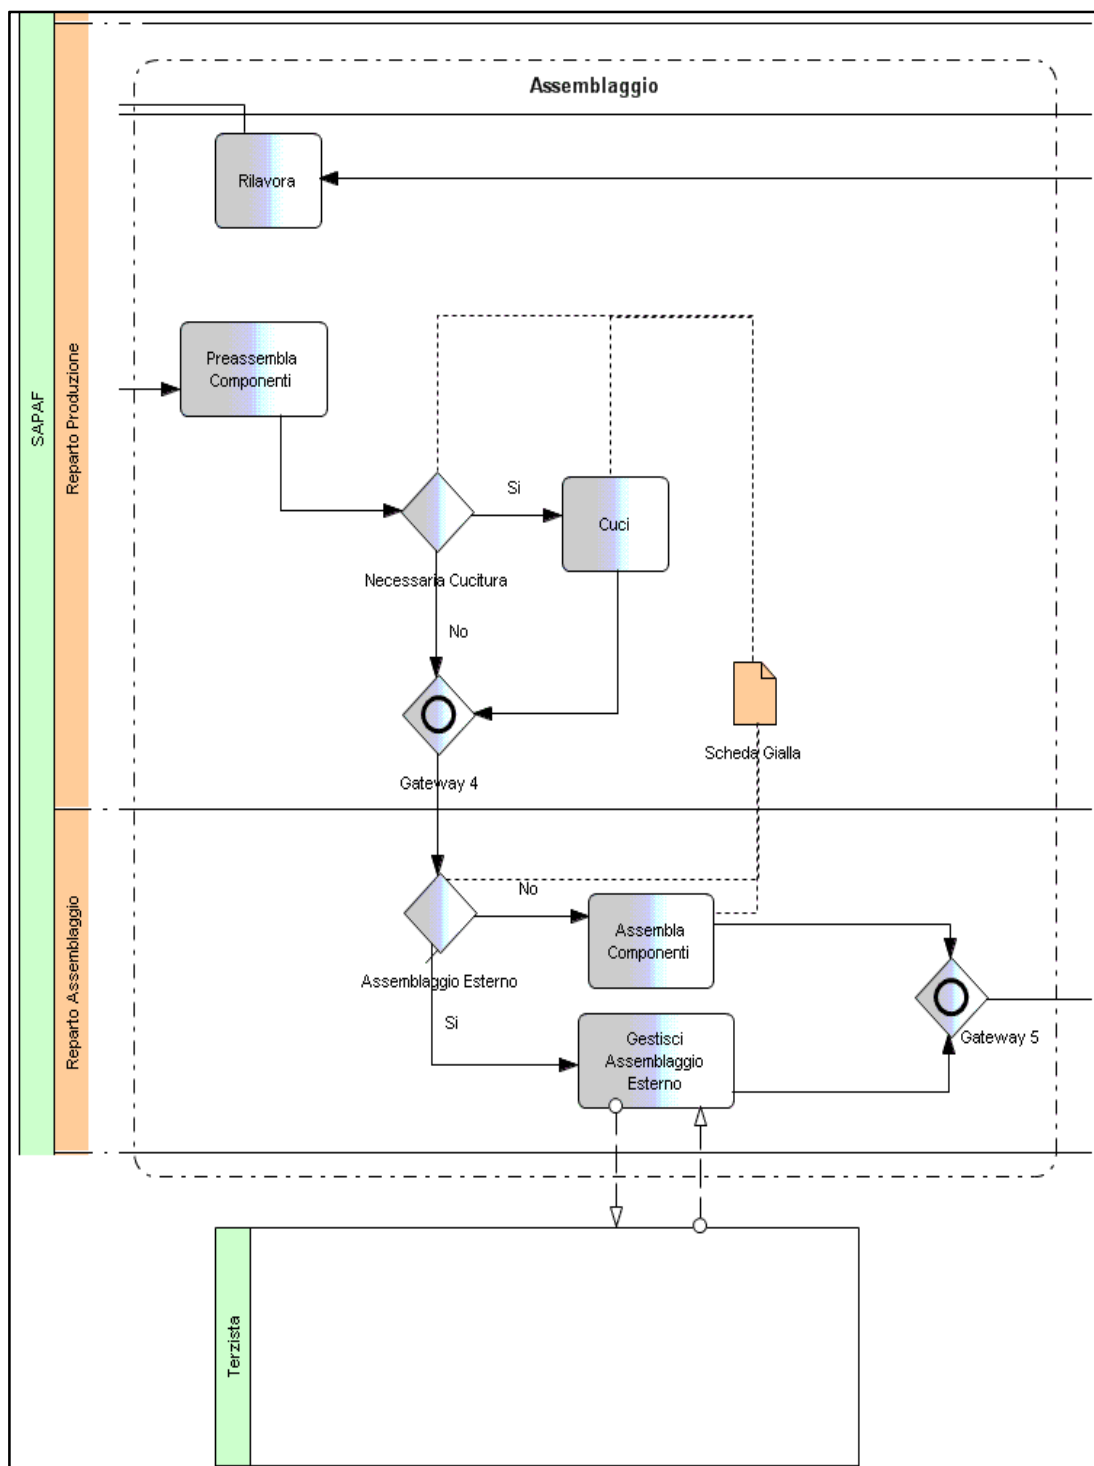 Assemblaggio
SAPAF
Reparto Produzione
Rilavora
Preassembla
Componenti
Si
Cuci
Necessaria Cucitura
No
Scheda Gialla
Gateway 4
Reparto Assemblaggio
No
Assembla
Componenti
Assemblaggio Esterno
Si
Gestisci
Assemblaggio
Esterno
Gateway 5
Terzista